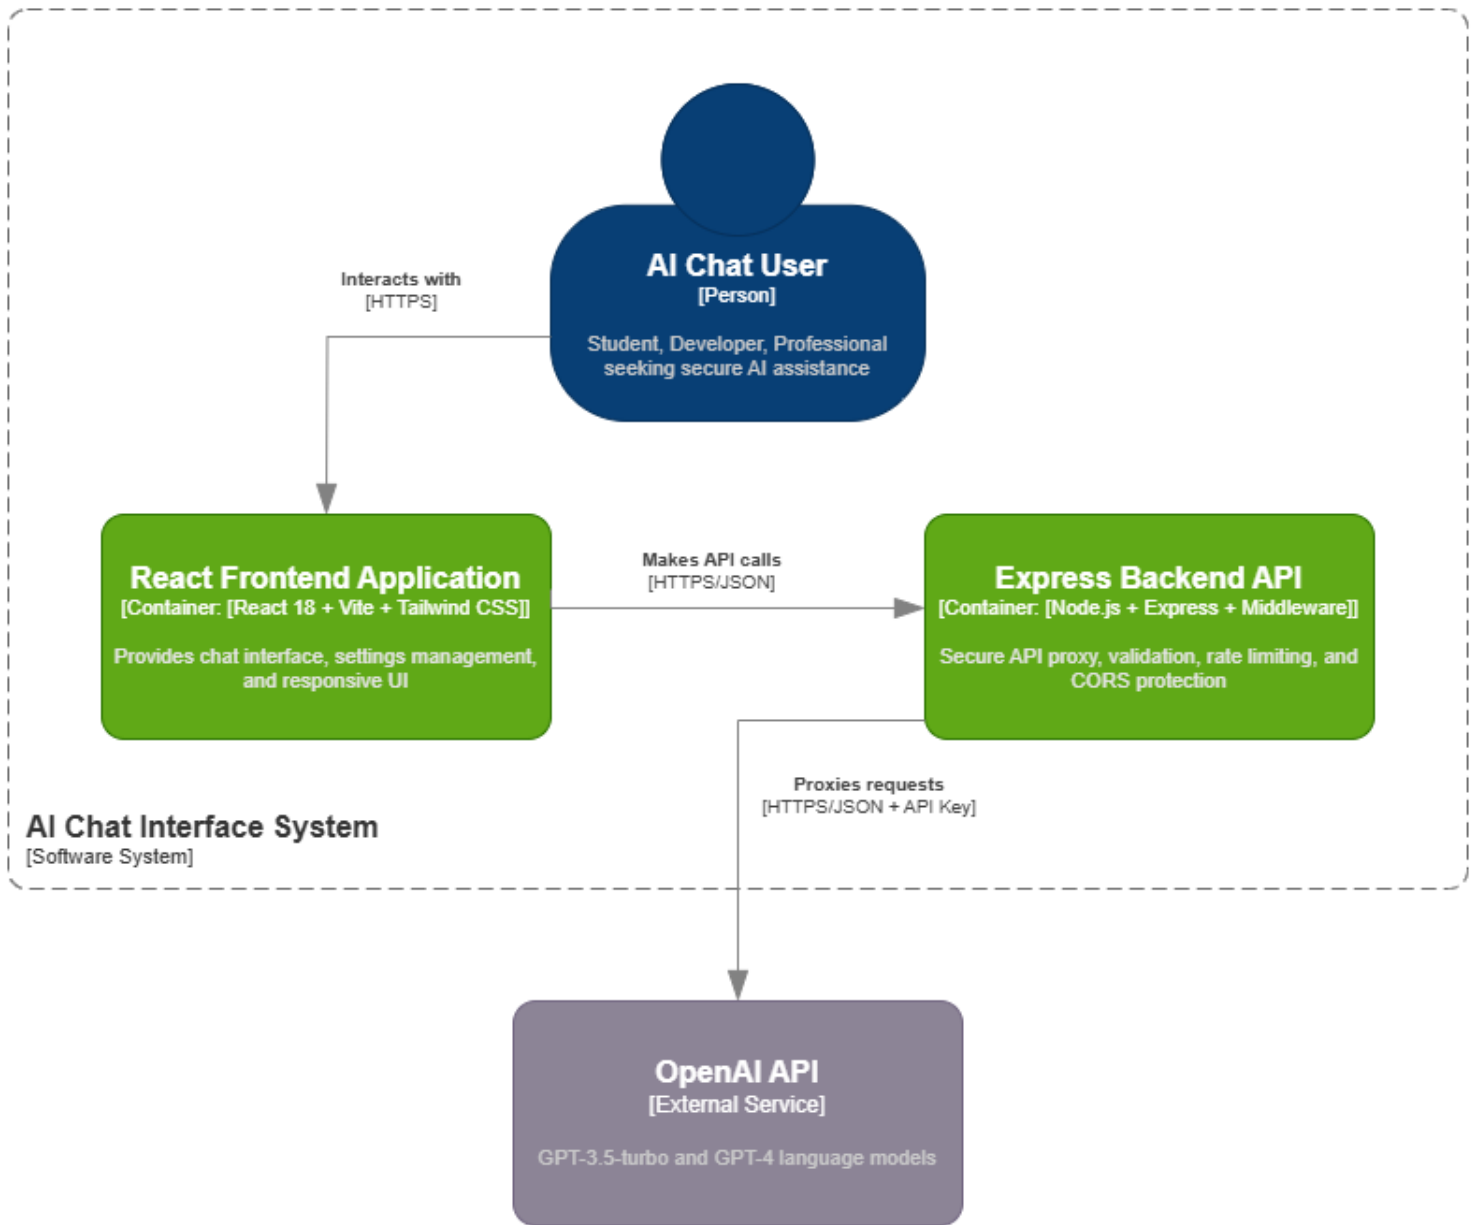 AI Chat User
[Person]
Student, Developer, Professional
seeking secure AI assistance
Interacts with
[HTTPS]
React Frontend Application
[Container: [React 18 + Vite + Tailwind CSS]]
Provides chat interface, settings management,
and responsive UI
Makes API calls
[HTTPS/JSON]
Express Backend API
[Container: [Node.js + Express + Middleware]]
Secure API proxy, validation, rate limiting, and
CORS protection
Proxies requests
[HTTPS/JSON + API Key]
AI Chat Interface System
[Software System]
OpenAI API
[External Service]
GPT-3.5-turbo and GPT-4 language models